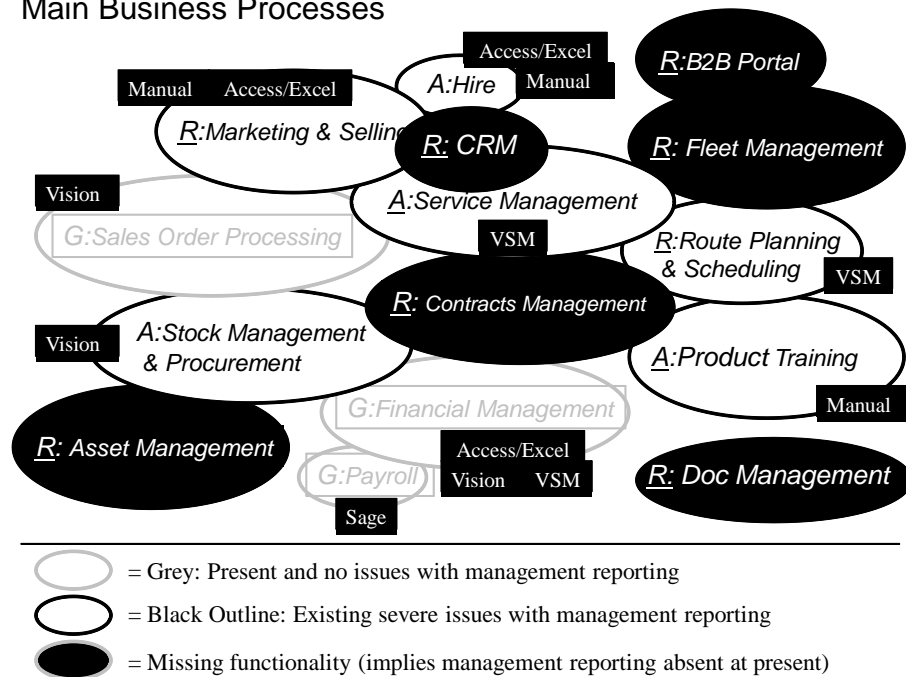 Main Business Processes
Access/Excel
Manual
Manual Access/Excel
A:Hire
R:B2B Portal
R:Marketing & Selling
R: CRM
R: Fleet Management
Vision
A:Service Management
VSM
G:Sales Order Processing
R:Route Planning
& Scheduling
VSM
R: Contracts Management
Vision
A:Stock Management
& Procurement
A:Product Training
Manual
G:Financial Management
R: Asset Management
Access/Excel
Vision VSM
G:Payroll
Sage
R: Doc Management
= Grey: Present and no issues with management reporting
= Black Outline: Existing severe issues with management reporting
= Missing functionality (implies management reporting absent at present)